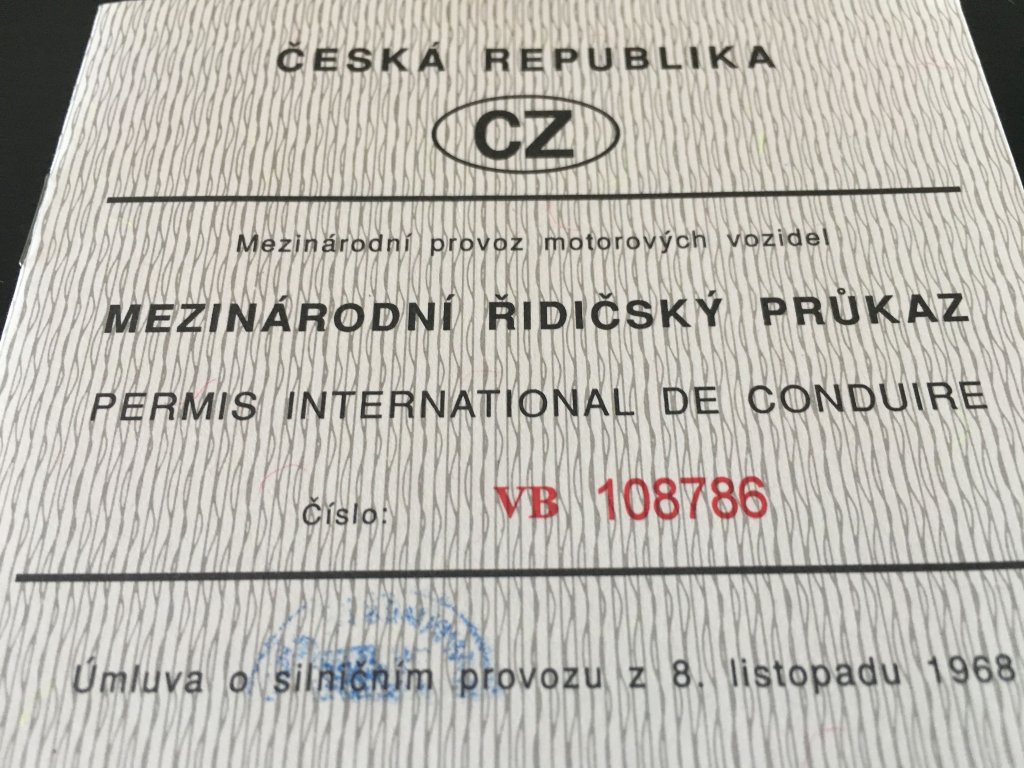 ČESKÁ REPUBLIKA
CZ
Mezinárodní provoz motorových vozidel
MEZINÁRODNÍ ŘIDIČSKÝ PRŮKAZ
PERMIS INTERNATIONAL DE CONDUIRE
Číslo: VB 108786
Úmluva o silničním provozu z 8. listopadu 1968